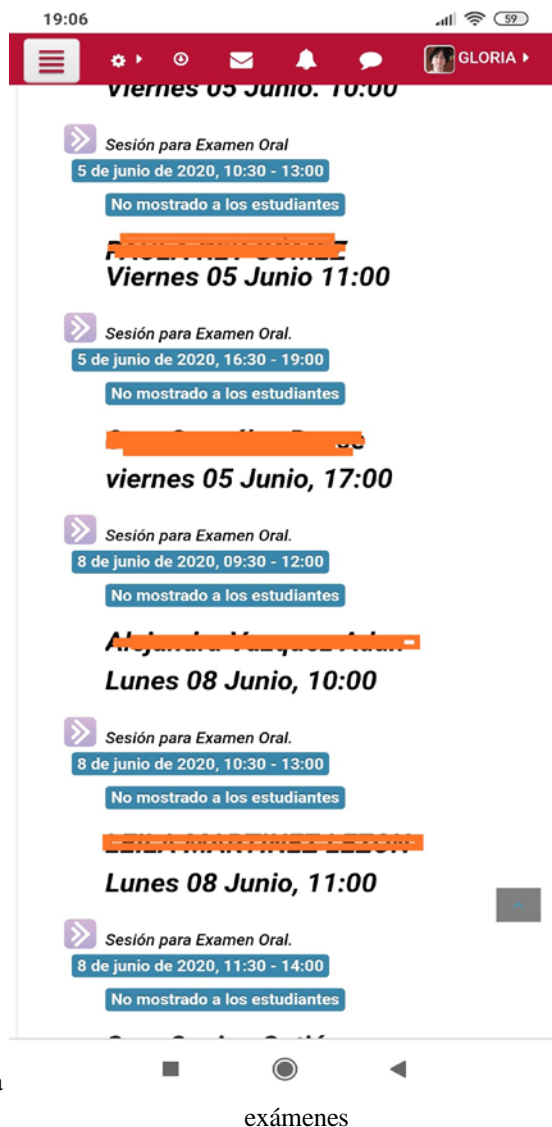 19:06
59
GLORIA
Viernes 05 Junio. 10:00
Sesión para Examen Oral
5 de junio de 2020, 10:30 - 13:00
No mostrado a los estudiantes
Viernes 05 Junio 11:00
Sesión para Examen Oral.
5 de junio de 2020, 16:30 - 19:00
No mostrado a los estudiantes
viernes 05 Junio, 17:00
Sesión para Examen Oral.
8 de junio de 2020, 09:30 - 12:00
No mostrado a los estudiantes
Lunes 08 Junio, 10:00
Sesión para Examen Oral.
8 de junio de 2020, 10:30 - 13:00
No mostrado a los estudiantes
Lunes 08 Junio, 11:00
Sesión para Examen Oral.
8 de junio de 2020, 11:30 - 14:00
No mostrado a los estudiantes
exámenes